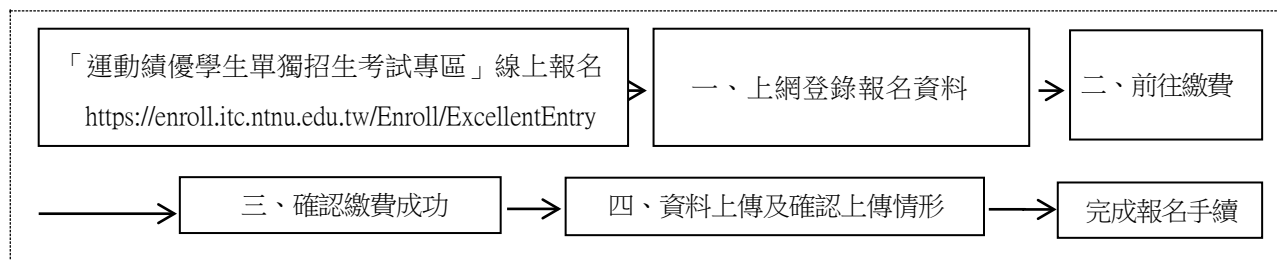 「運動績優學生單獨招生考試專區」線上報名
https://enroll.itc.ntnu.edu.tw/Enroll/ExcellentEntry
一、上網登錄報名資料
二、前往繳費
三、確認繳費成功
四、資料上傳及確認上傳情形
完成報名手續